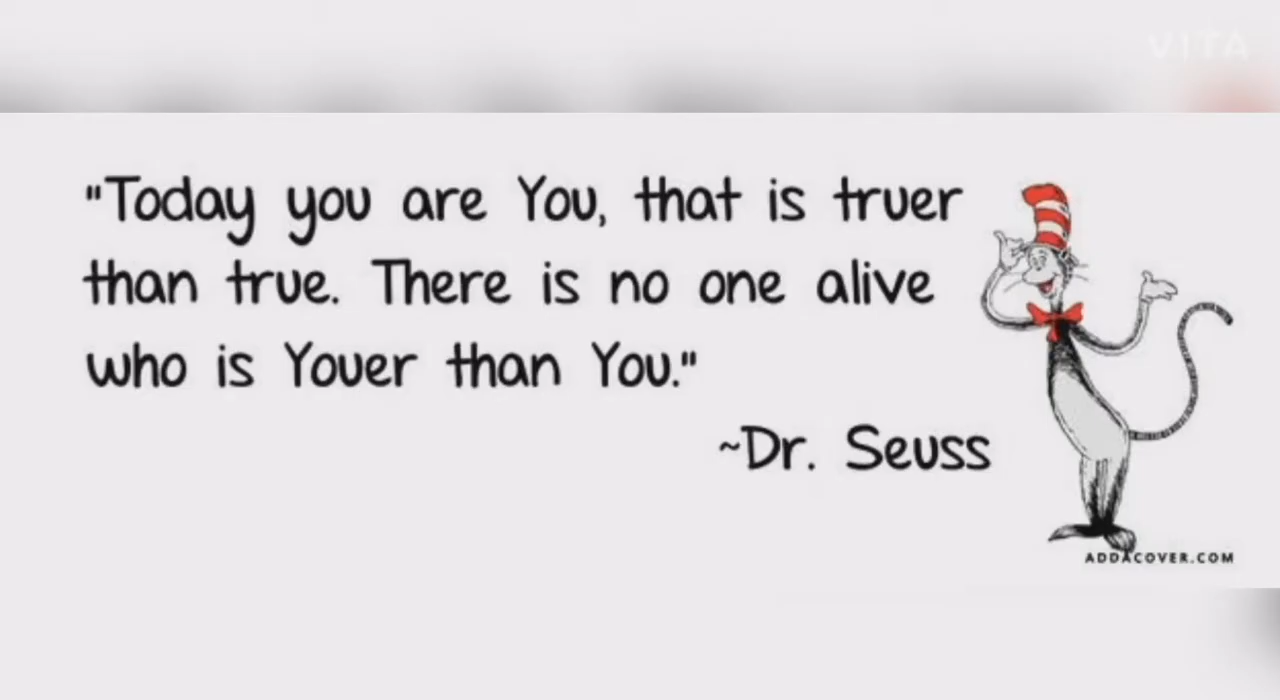 VITA
"Today you are You, that is truer
than true. There is no one alive
who is Youer than You."
~Dr. Seuss
ADDACOVER.COM